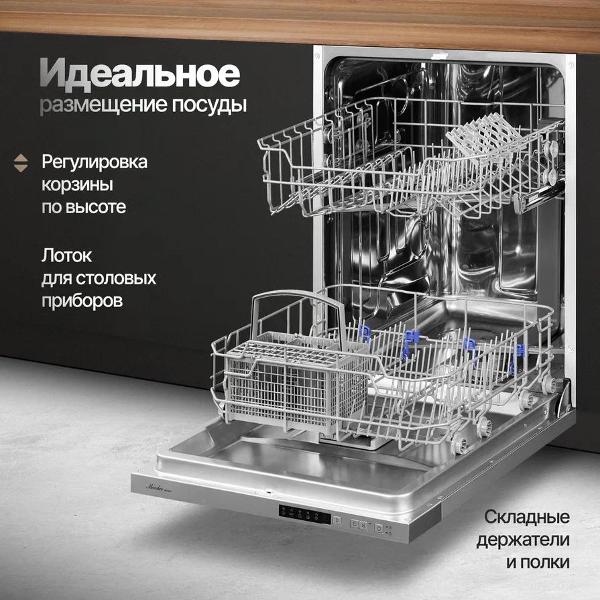 Идеальное
размещение посуды
Регулировка
корзины
по высоте
Лоток
для столовых
приборов
Складные
держатели
и полки